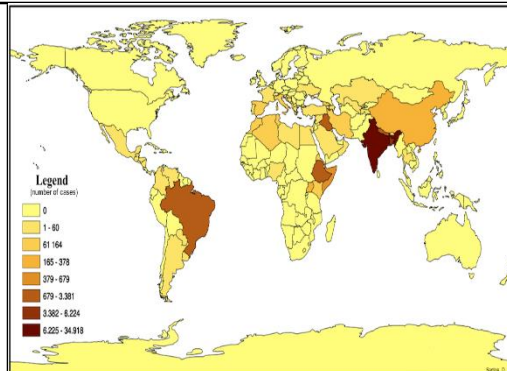 Legend
(number of cases)
0
1 - 60
61 164
165 - 378
379 - 679
679 - 3.381
3.382 - 6.224
6.225 - 34.918